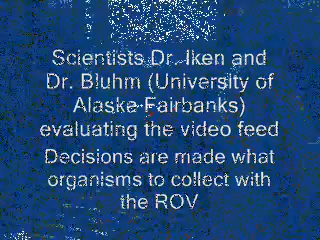 Scientists Dr. Iken and
Dr. Bluhm (University of
Alaska Fairbanks)
evaluating the video feed
Decisions are made what
organisms to collect with
the ROV